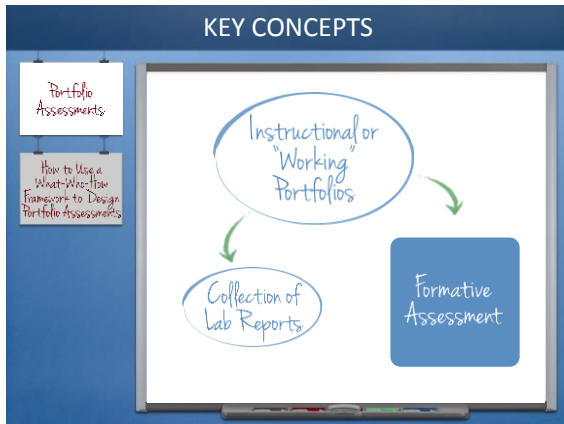 KEY CONCEPTS
Portfolio
Assessments
How to Use a
What-Who-How
Framework to Design
Portfolio Assessments
Instructional or
"Working"
Portfolios
Collection of
Lab Reports
Formative
Assessment